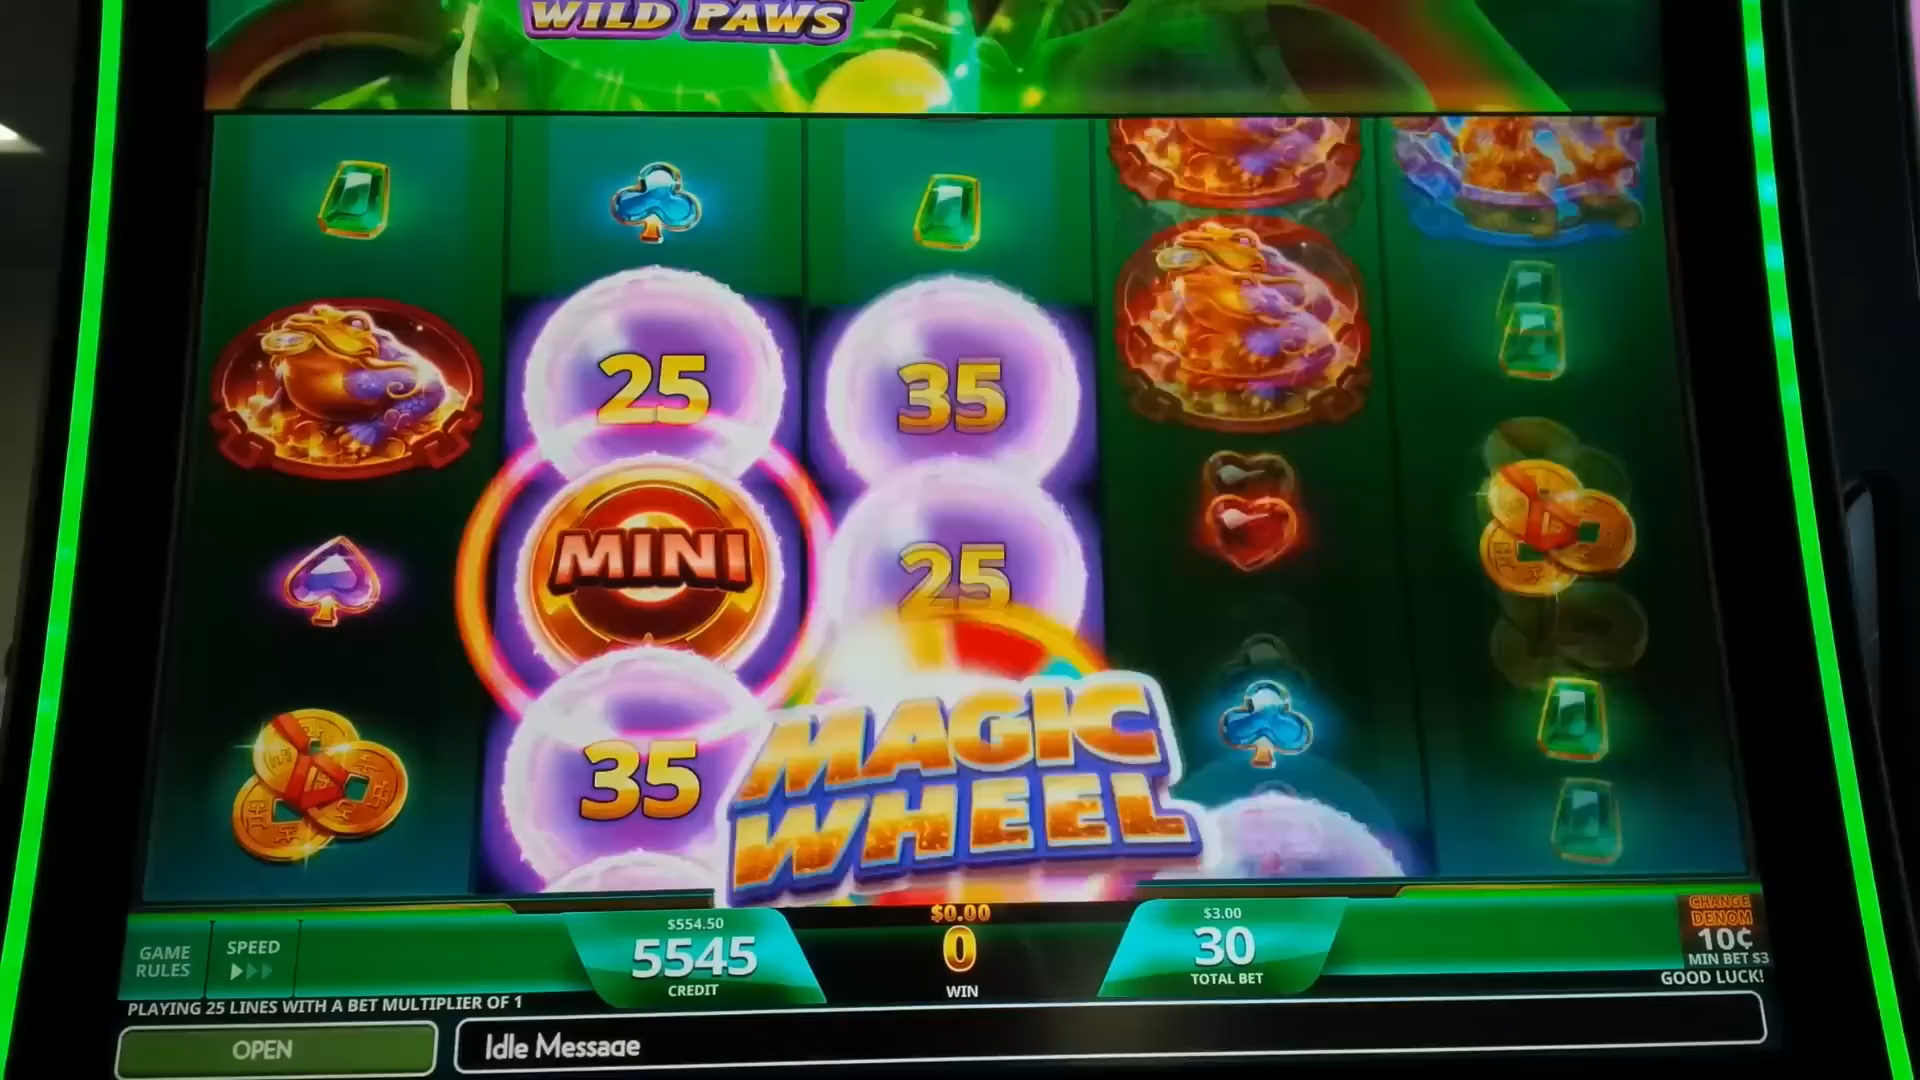 WILD PAWS
25
35
MINI
25
35
MAGIC
WHEEL
GAME
RULES
SPEED
$554.50
5545
CREDIT
$0.00
0
WIN
$3.00
30
TOTAL BET
CHANGE
DENOM
10¢
MIN BET $3
GOOD LUCK!
PLAYING 25 LINES WITH A BET MULTIPLIER OF 1
OPEN
Idle Message